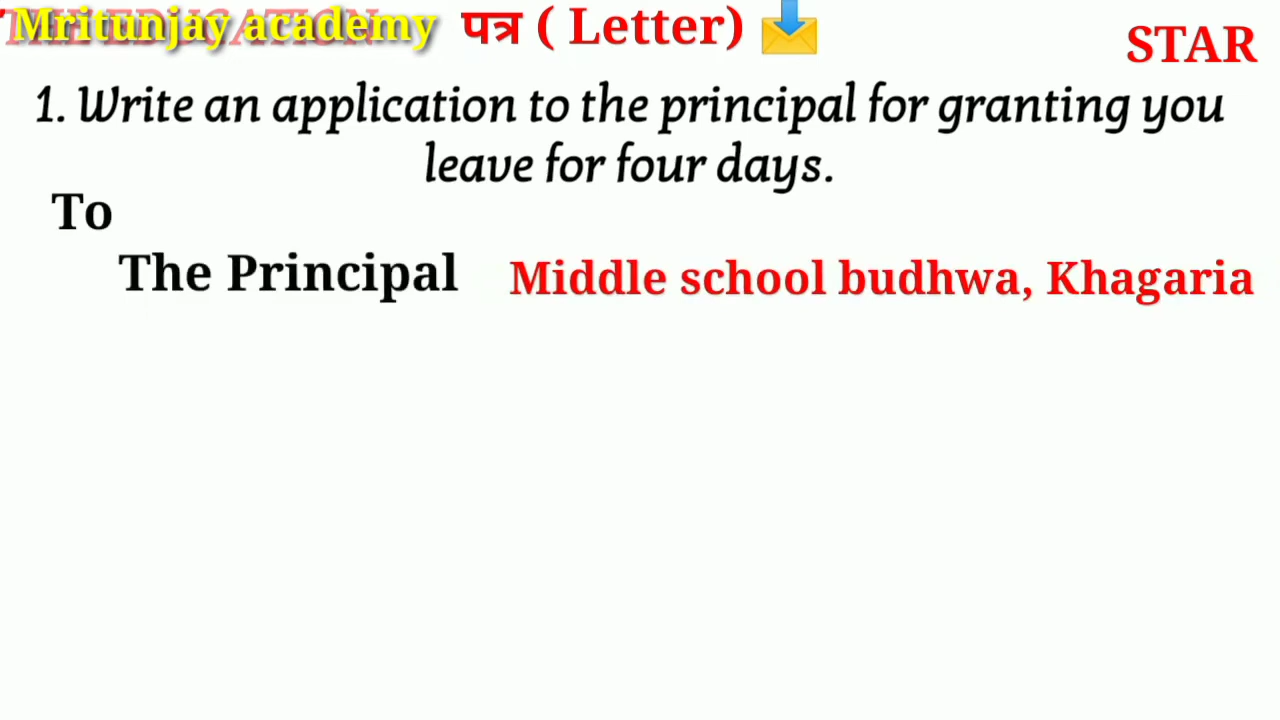 Mritunjay academy पत्र ( Letter)
STAR
1. Write an application to the principal for granting you
leave for four days.
To
The Principal Middle school budhwa, Khagaria